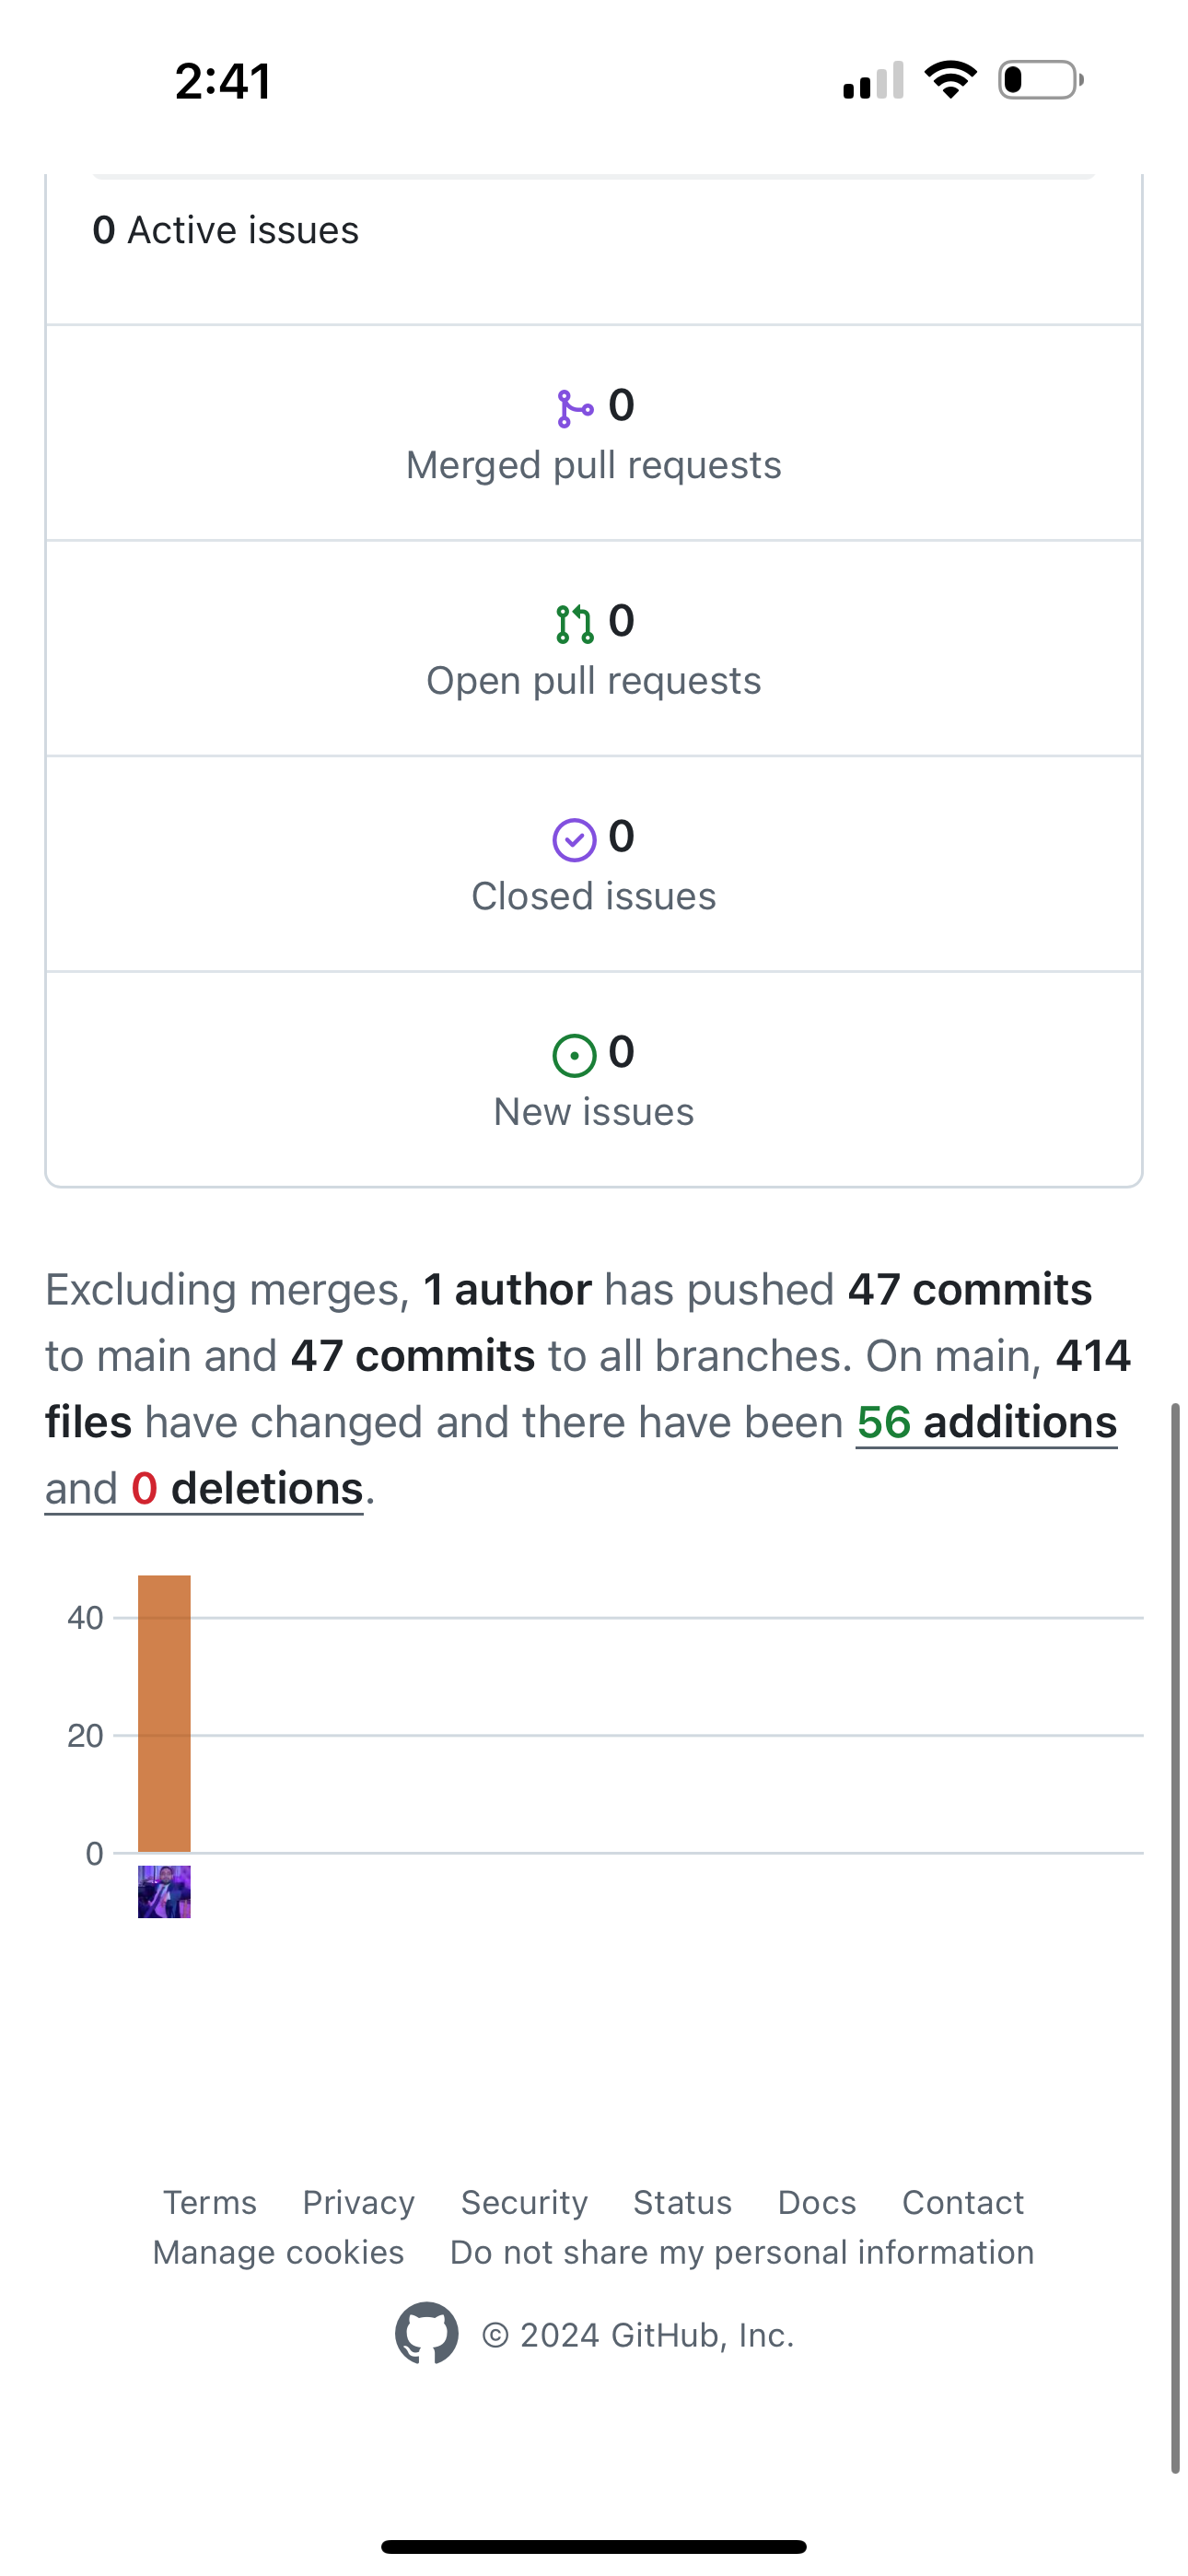 2:41
0 Active issues
0
Merged pull requests
0
Open pull requests
0
Closed issues
0
New issues
Excluding merges, 1 author has pushed 47 commits
to main and 47 commits to all branches. On main, 414
files have changed and there have been 56 additions
and 0 deletions.
40
20
0
Terms Privacy Security Status Docs Contact
Manage cookies Do not share my personal information
© 2024 GitHub, Inc.